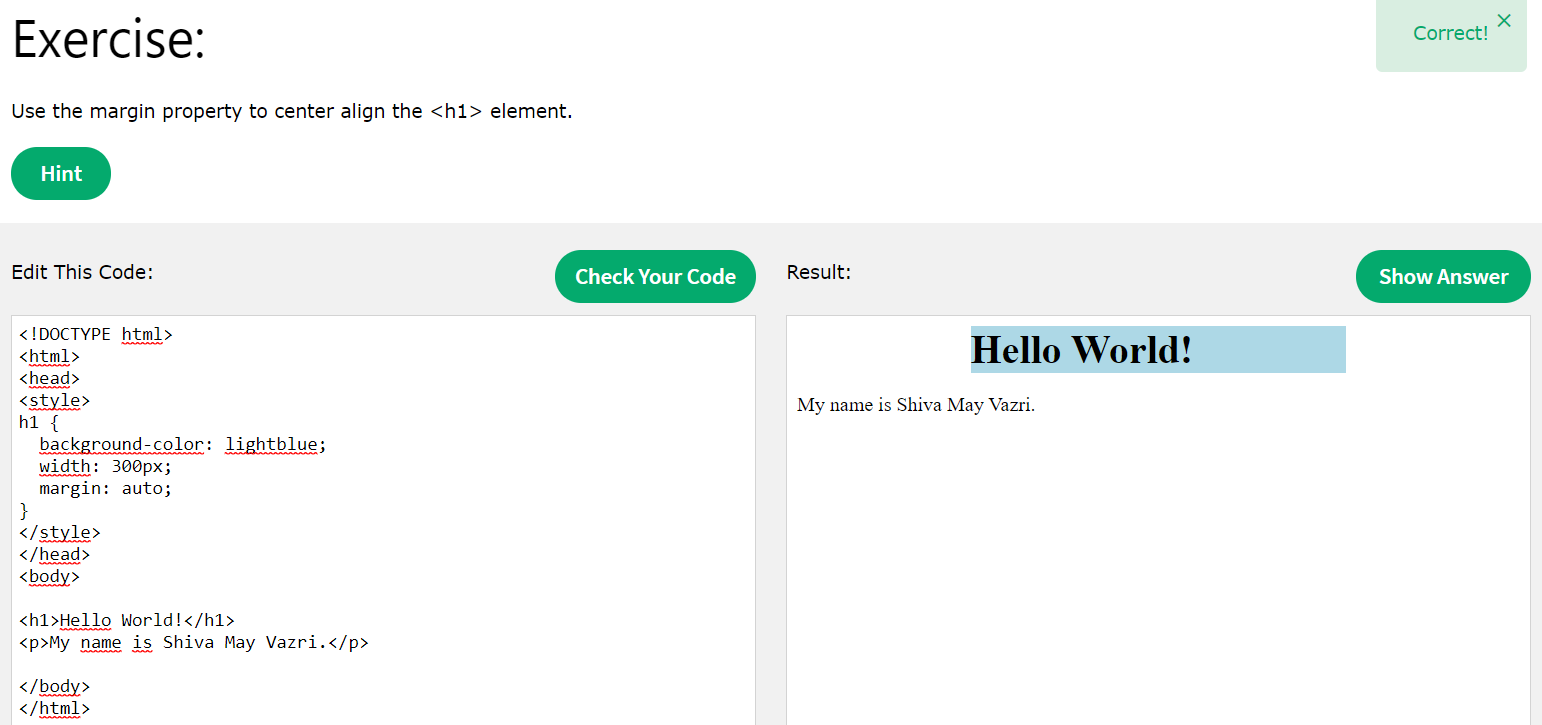 Exercise:
Correct!
×
Use the margin property to center align the <h1> element.
Hint
Edit This Code:
Check Your Code
Result:
Show Answer
<!DOCTYPE html>
<html>
<head>
<style>
h1 {
  background-color: lightblue;
  width: 300px;
  margin: auto;
}
</style>
</head>
<body>
<h1>Hello World!</h1>
<p>My name is Shiva May Vazri.</p>
</body>
</html>
Hello World!
My name is Shiva May Vazri.